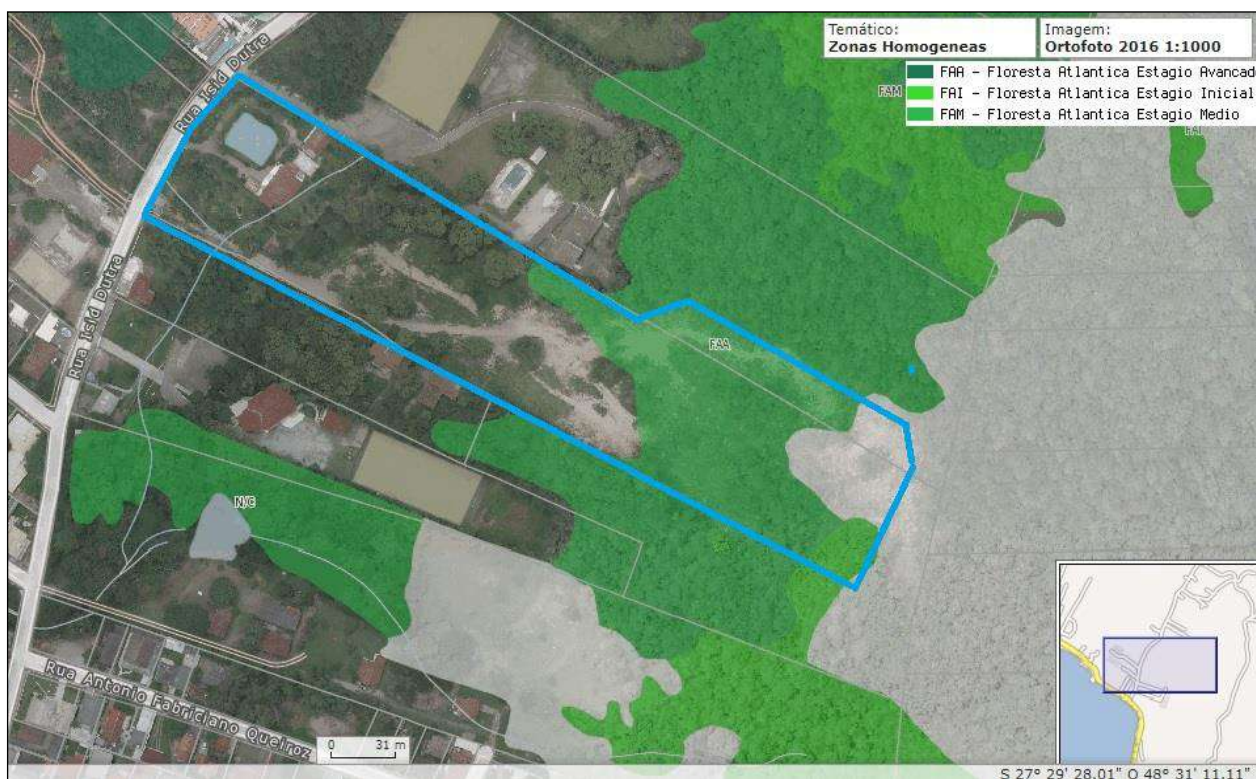 Temático:
Zonas Homogeneas
Imagem:
Ortofoto 2016 1:1000
FAA - Floresta Atlantica Estagio Avancad
FAI - Floresta Atlantica Estagio Inicial
FAM - Floresta Atlantica Estagio Medio
FAM
FAI
Rua Isid Dutra
Rua Isid Dutra
FAA
N/C
Rua Antonio Fabriciano Queiroz
0 31 m
S 27° 29' 28.01" O 48° 31' 11.11"